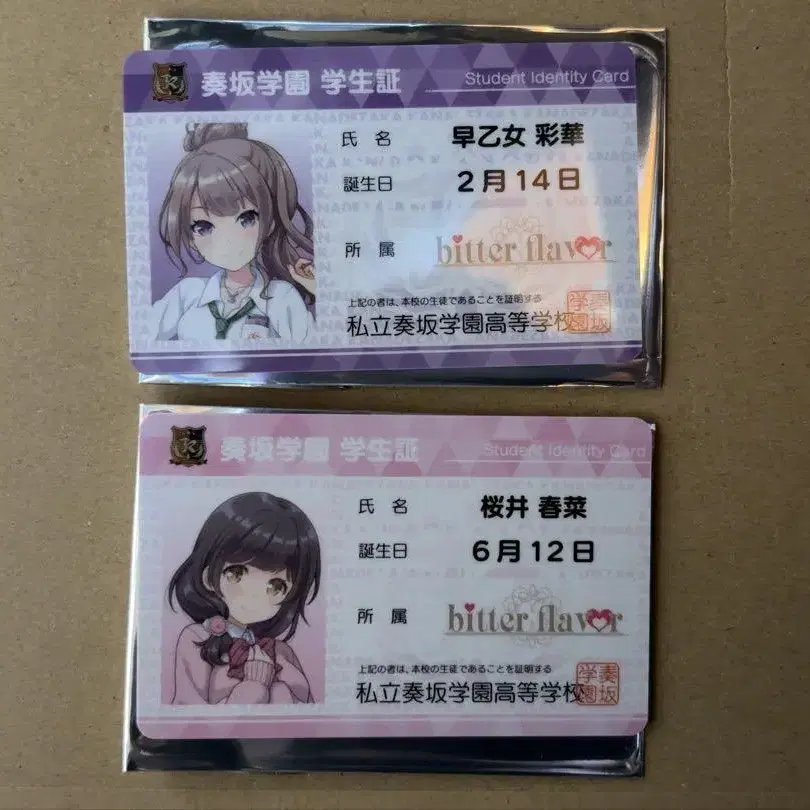 奏坂学園 学生証
Student Identity Card
氏名 早乙女 彩華
誕生日 2月14日
所属 bitter flavor
上記の者は、本校の生徒であることを証明する
私立奏坂学園高等学校
奏坂学園
奏坂学園 学生証
Student Identity Card
氏名 桜井 春菜
誕生日 6月12日
所属 bitter flavor
上記の者は、本校の生徒であることを証明する
私立奏坂学園高等学校
奏坂学園